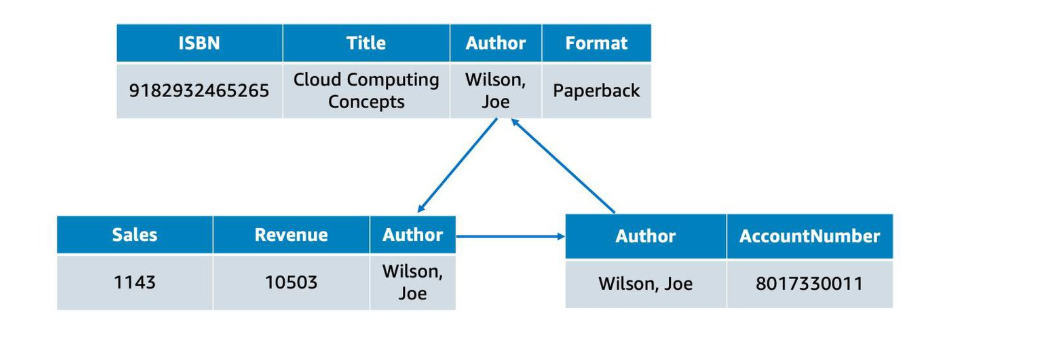 ISBN Title Author Format
9182932465265 Cloud Computing Concepts Wilson, Joe Paperback
Sales Revenue Author
1143 10503 Wilson, Joe
Author AccountNumber
Wilson, Joe 8017330011